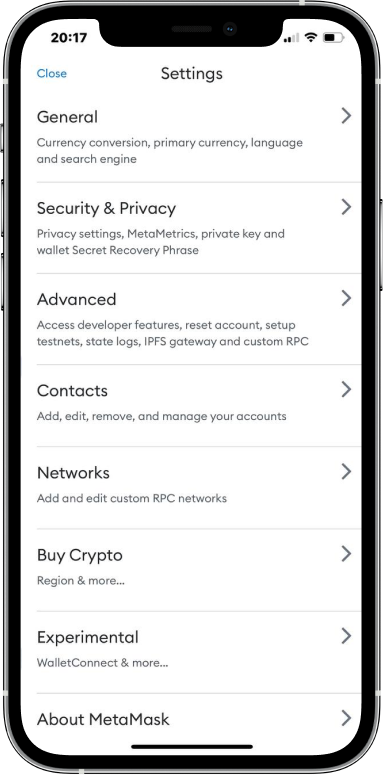 20:17
Close
Settings
General
Currency conversion, primary currency, language
and search engine
Security & Privacy
Privacy settings, MetaMetrics, private key and
wallet Secret Recovery Phrase
Advanced
Access developer features, reset account, setup
testnets, state logs, IPFS gateway and custom RPC
Contacts
Add, edit, remove, and manage your accounts
Networks
Add and edit custom RPC networks
Buy Crypto
Region & more...
Experimental
WalletConnect & more...
About MetaMask